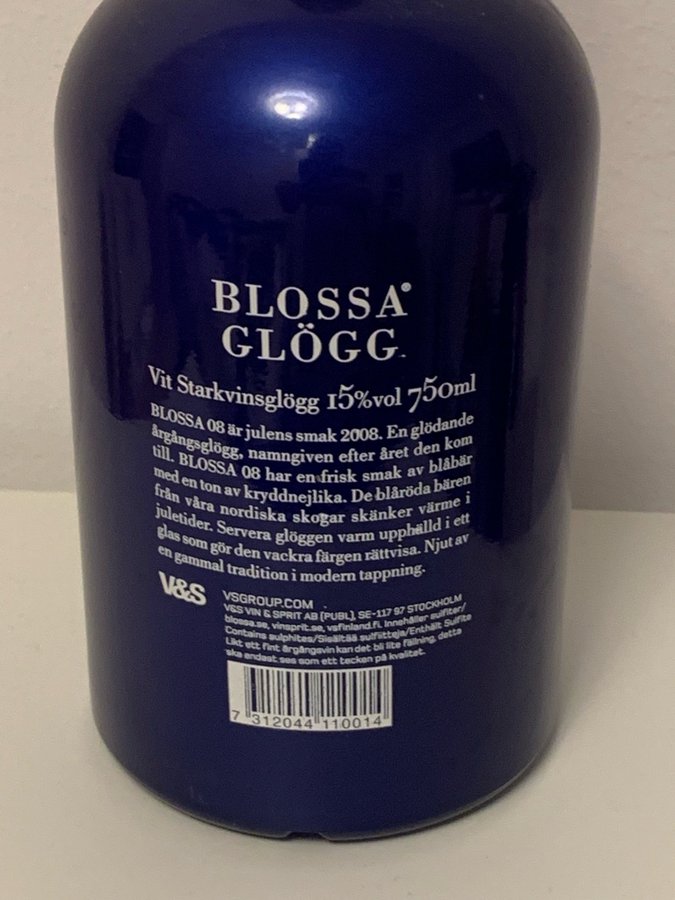 BLOSSA
GLÖGG
Vit Starkvinsglögg 15%vol 750ml
BLOSSA 08 är julens smak 2008. En glödande
årgångsglögg, namngiven efter året den kom
till. BLOSSA 08 har en frisk smak av blåbär
med en ton av kryddnejlika. De blåröda bären
från våra nordiska skogar skänker värme i
juletider. Servera glöggen varm upphälld i ett
glas som gör den vackra färgen rättvisa. Njut av
en gammal tradition i modern tappning.
V&S
VSGROUP.COM
V&S VIN & SPRIT AB (PUBL), SE-117 97 STOCKHOLM
blossa.se, vinsprit.se, vsfinland.fi. Innehåller sulfiter/
Contains sulphites/Sisältää sulfiitteja/Enthält Sulfite
Likt ett fint årgångsvin kan det bli lite fällning, detta
ska endast ses som ett tecken på kvalitet.
7 312044 110014